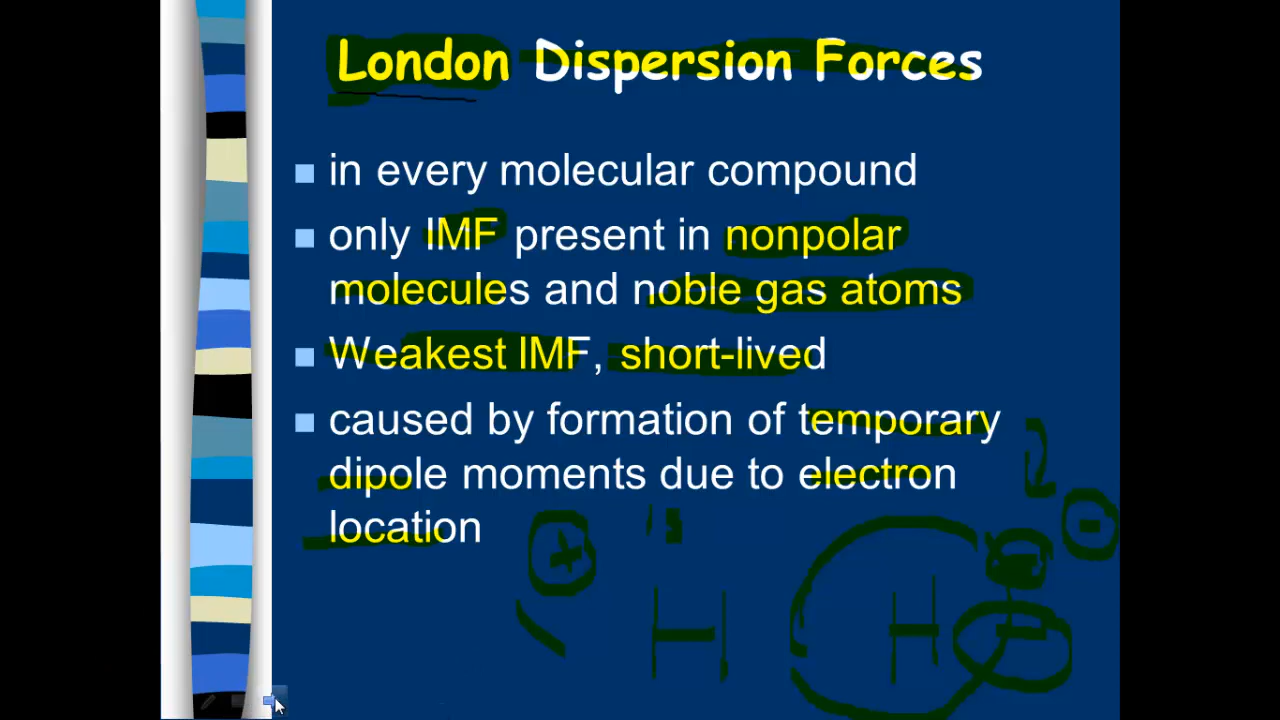 London Dispersion Forces
in every molecular compound
only IMF present in nonpolar
molecules and noble gas atoms
Weakest IMF, short-lived
caused by formation of temporary
dipole moments due to electron
location
+
-
H H